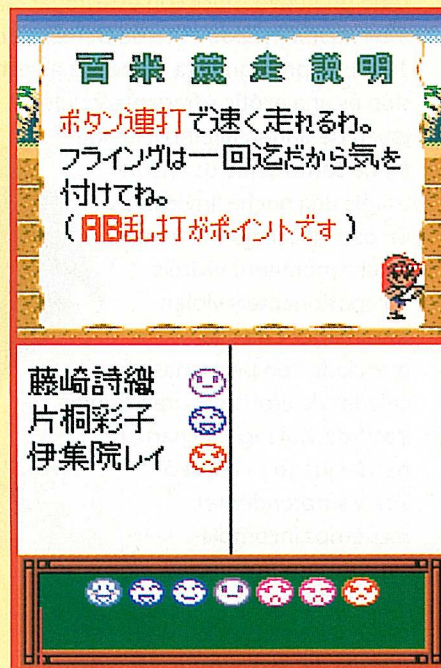 百米競走説明
ボタン連打で速く走れるわ。
フライングは一回迄だから気を
付けてね。
(AB乱打がポイントです)
藤崎詩織
片桐彩子
伊集院レイ